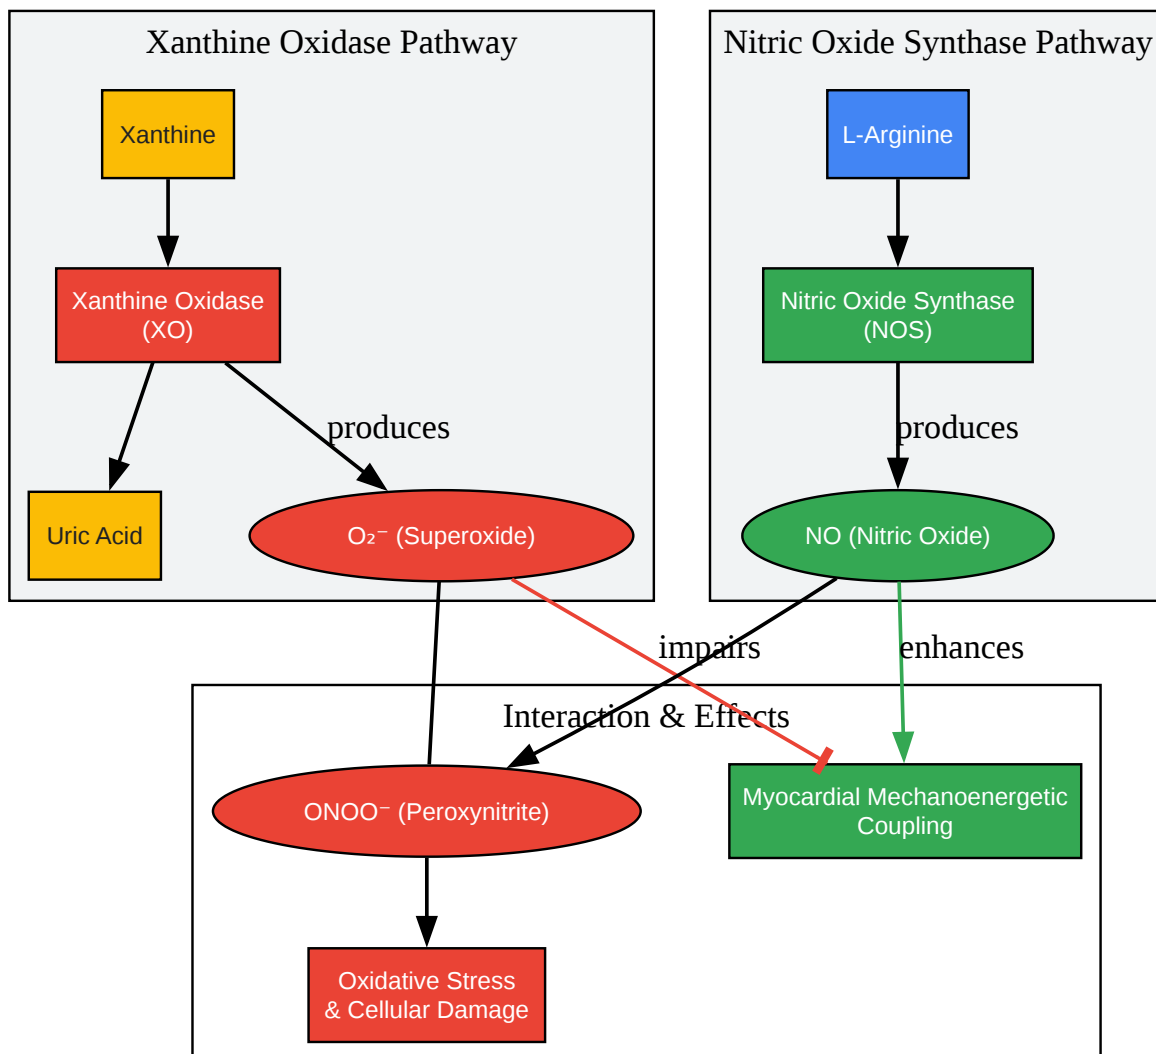 Xanthine Oxidase Pathway
Nitric Oxide Synthase Pathway
Xanthine
L-Arginine
Xanthine Oxidase
(XO)
Nitric Oxide Synthase
(NOS)
produces
produces
Uric Acid
O₂⁻ (Superoxide)
NO (Nitric Oxide)
impairs
enhances
Interaction & Effects
ONOO⁻ (Peroxynitrite)
Myocardial Mechanoenergetic
Coupling
Oxidative Stress
& Cellular Damage